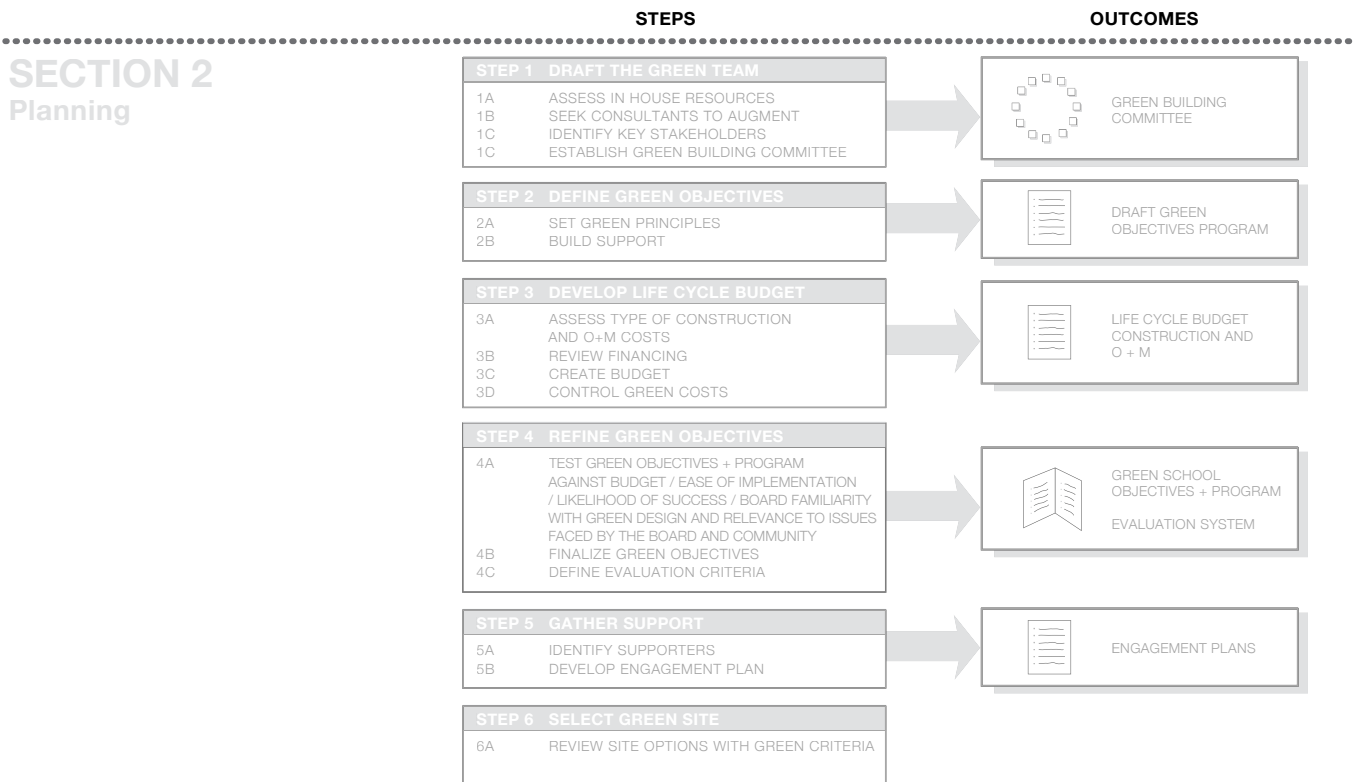 STEPS
OUTCOMES
SECTION 2
Planning
STEP 1 DRAFT THE GREEN TEAM
1A ASSESS IN HOUSE RESOURCES
1B SEEK CONSULTANTS TO AUGMENT
1C IDENTIFY KEY STAKEHOLDERS
1C ESTABLISH GREEN BUILDING COMMITTEE
GREEN BUILDING
COMMITTEE
STEP 2 DEFINE GREEN OBJECTIVES
2A SET GREEN PRINCIPLES
2B BUILD SUPPORT
DRAFT GREEN
OBJECTIVES PROGRAM
STEP 3 DEVELOP LIFE CYCLE BUDGET
3A ASSESS TYPE OF CONSTRUCTION
AND O+M COSTS
3B REVIEW FINANCING
3C CREATE BUDGET
3D CONTROL GREEN COSTS
LIFE CYCLE BUDGET
CONSTRUCTION AND
O + M
STEP 4 REFINE GREEN OBJECTIVES
4A TEST GREEN OBJECTIVES + PROGRAM
AGAINST BUDGET / EASE OF IMPLEMENTATION
/ LIKELIHOOD OF SUCCESS / BOARD FAMILIARITY
WITH GREEN DESIGN AND RELEVANCE TO ISSUES
FACED BY THE BOARD AND COMMUNITY
4B FINALIZE GREEN OBJECTIVES
4C DEFINE EVALUATION CRITERIA
GREEN SCHOOL
OBJECTIVES + PROGRAM
EVALUATION SYSTEM
STEP 5 GATHER SUPPORT
5A IDENTIFY SUPPORTERS
5B DEVELOP ENGAGEMENT PLAN
ENGAGEMENT PLANS
STEP 6 SELECT GREEN SITE
6A REVIEW SITE OPTIONS WITH GREEN CRITERIA